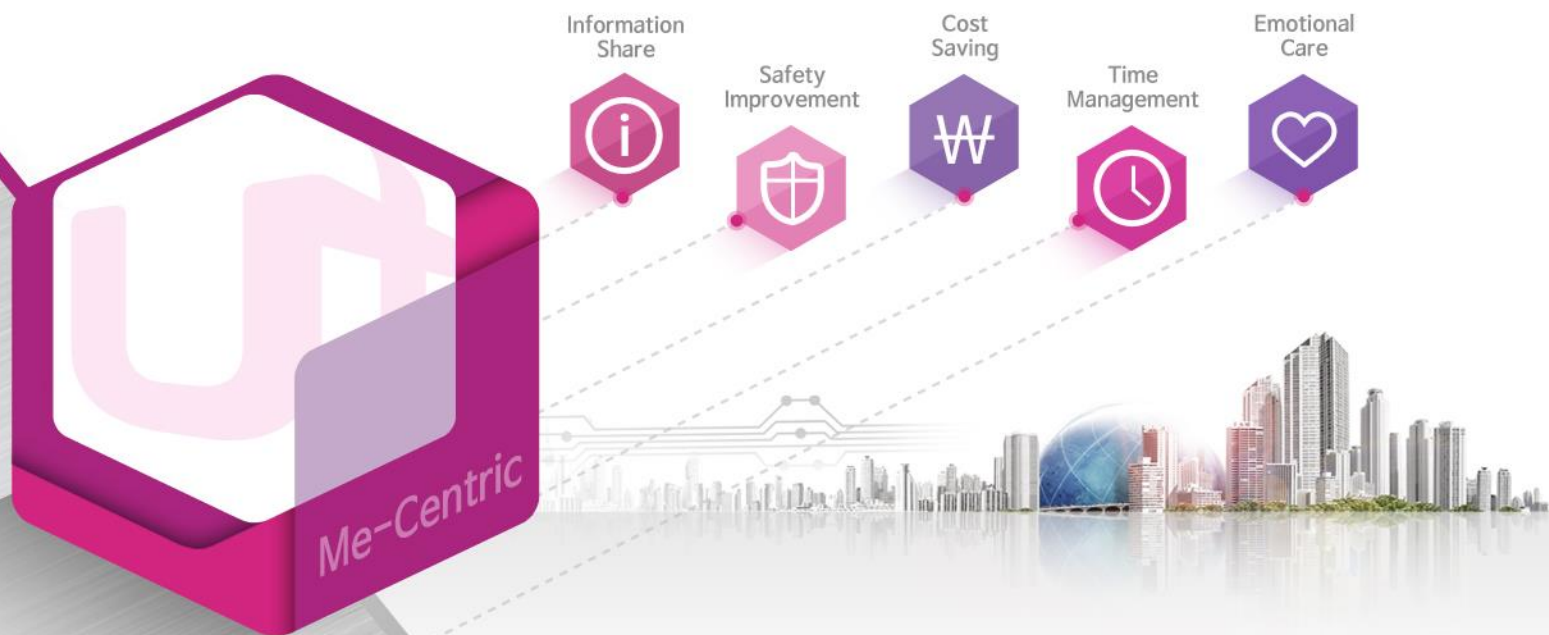 Information
Share
Safety
Improvement
Cost
Saving
Time
Management
Emotional
Care
i
₩
U+
Me-Centric